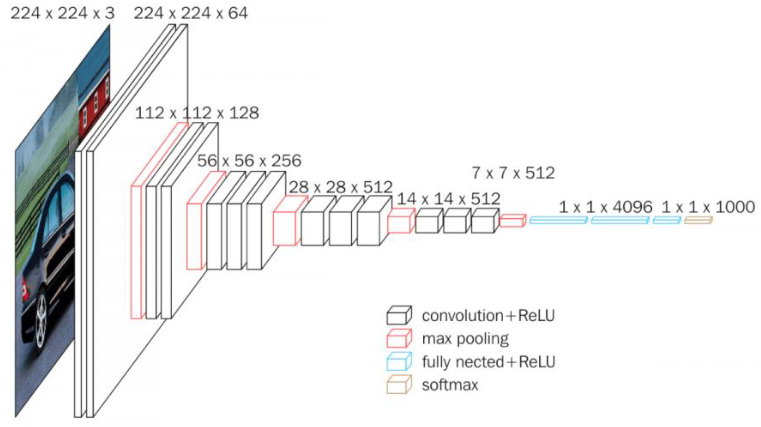 224 x 224 x 3
224 x 224 x 64
112 x 112 x 128
56 x 56 x 256
28 x 28 x 512
14 x 14 x 512
7 x 7 x 512
1 x 1 x 4096
1 x 1 x 1000
convolution+ReLU
max pooling
fully nected+ReLU
softmax